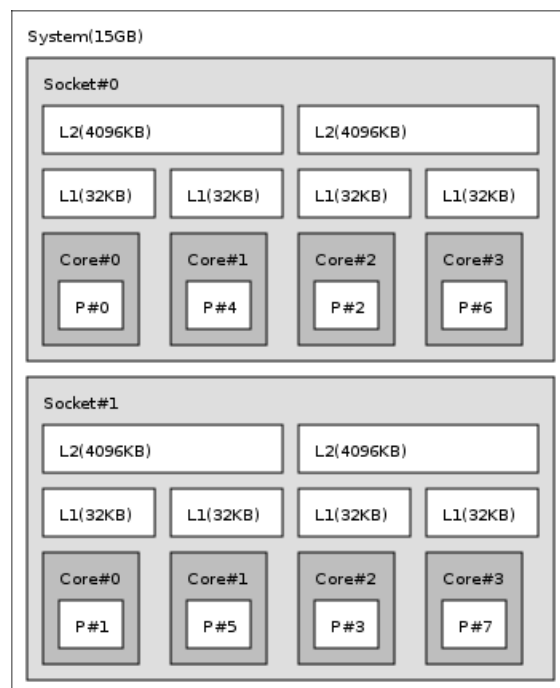 System(15GB)
Socket#0
L2(4096KB) L2(4096KB)
L1(32KB) L1(32KB) L1(32KB) L1(32KB)
Core#0 Core#1 Core#2 Core#3
P#0 P#4 P#2 P#6
Socket#1
L2(4096KB) L2(4096KB)
L1(32KB) L1(32KB) L1(32KB) L1(32KB)
Core#0 Core#1 Core#2 Core#3
P#1 P#5 P#3 P#7